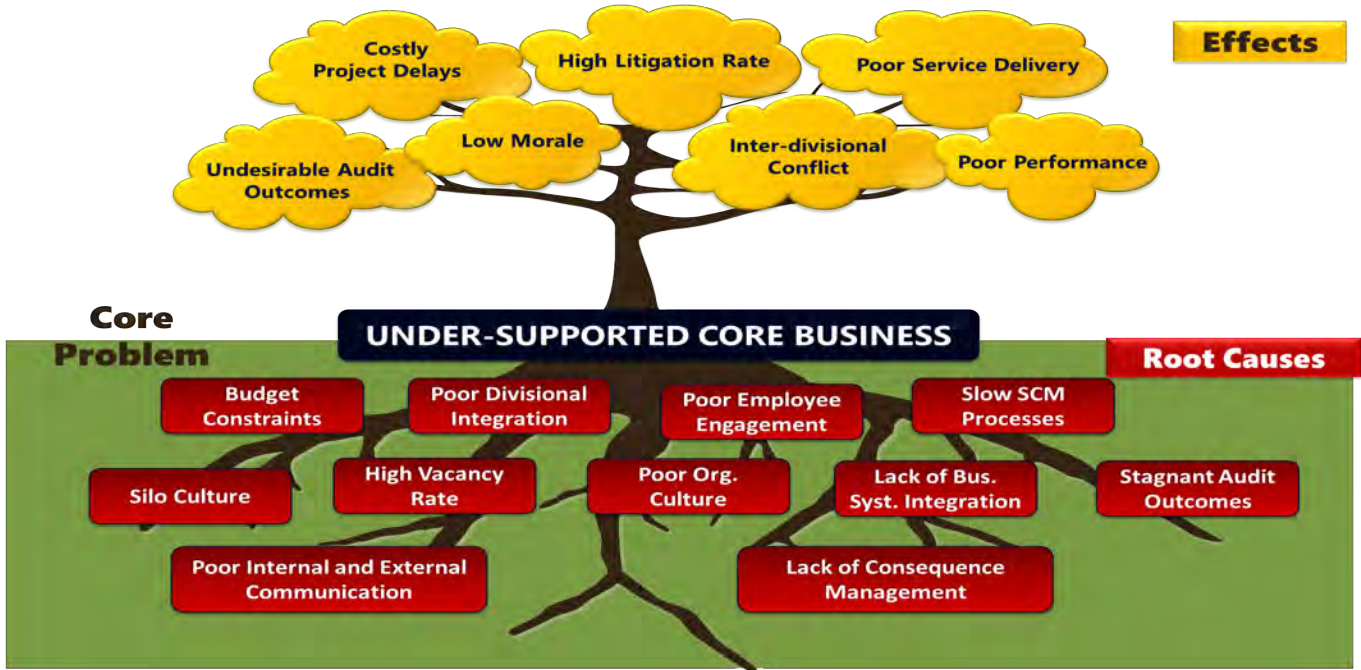 Effects
Costly
Project Delays
High Litigation Rate
Poor Service Delivery
Undesirable Audit
Outcomes
Low Morale
Inter-divisional
Conflict
Poor Performance
Core
Problem
UNDER-SUPPORTED CORE BUSINESS
Root Causes
Budget
Constraints
Poor Divisional
Integration
Poor Employee
Engagement
Slow SCM
Processes
Silo Culture
High Vacancy
Rate
Poor Org.
Culture
Lack of Bus.
Syst. Integration
Stagnant Audit
Outcomes
Poor Internal and External
Communication
Lack of Consequence
Management